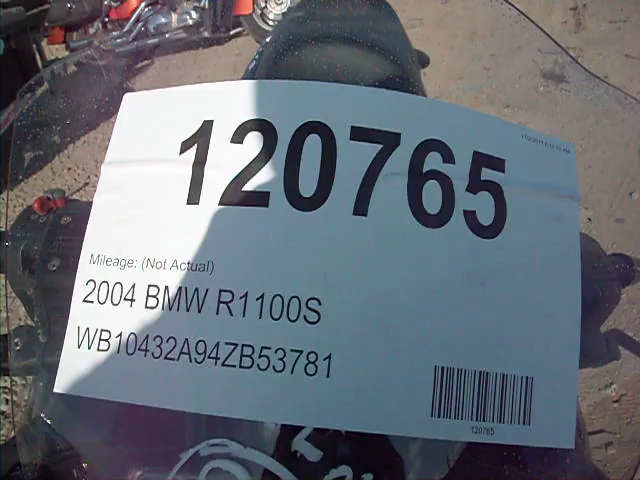 120765
Mileage: (Not Actual)
2004 BMW R1100S
WB10432A94ZB53781
120765